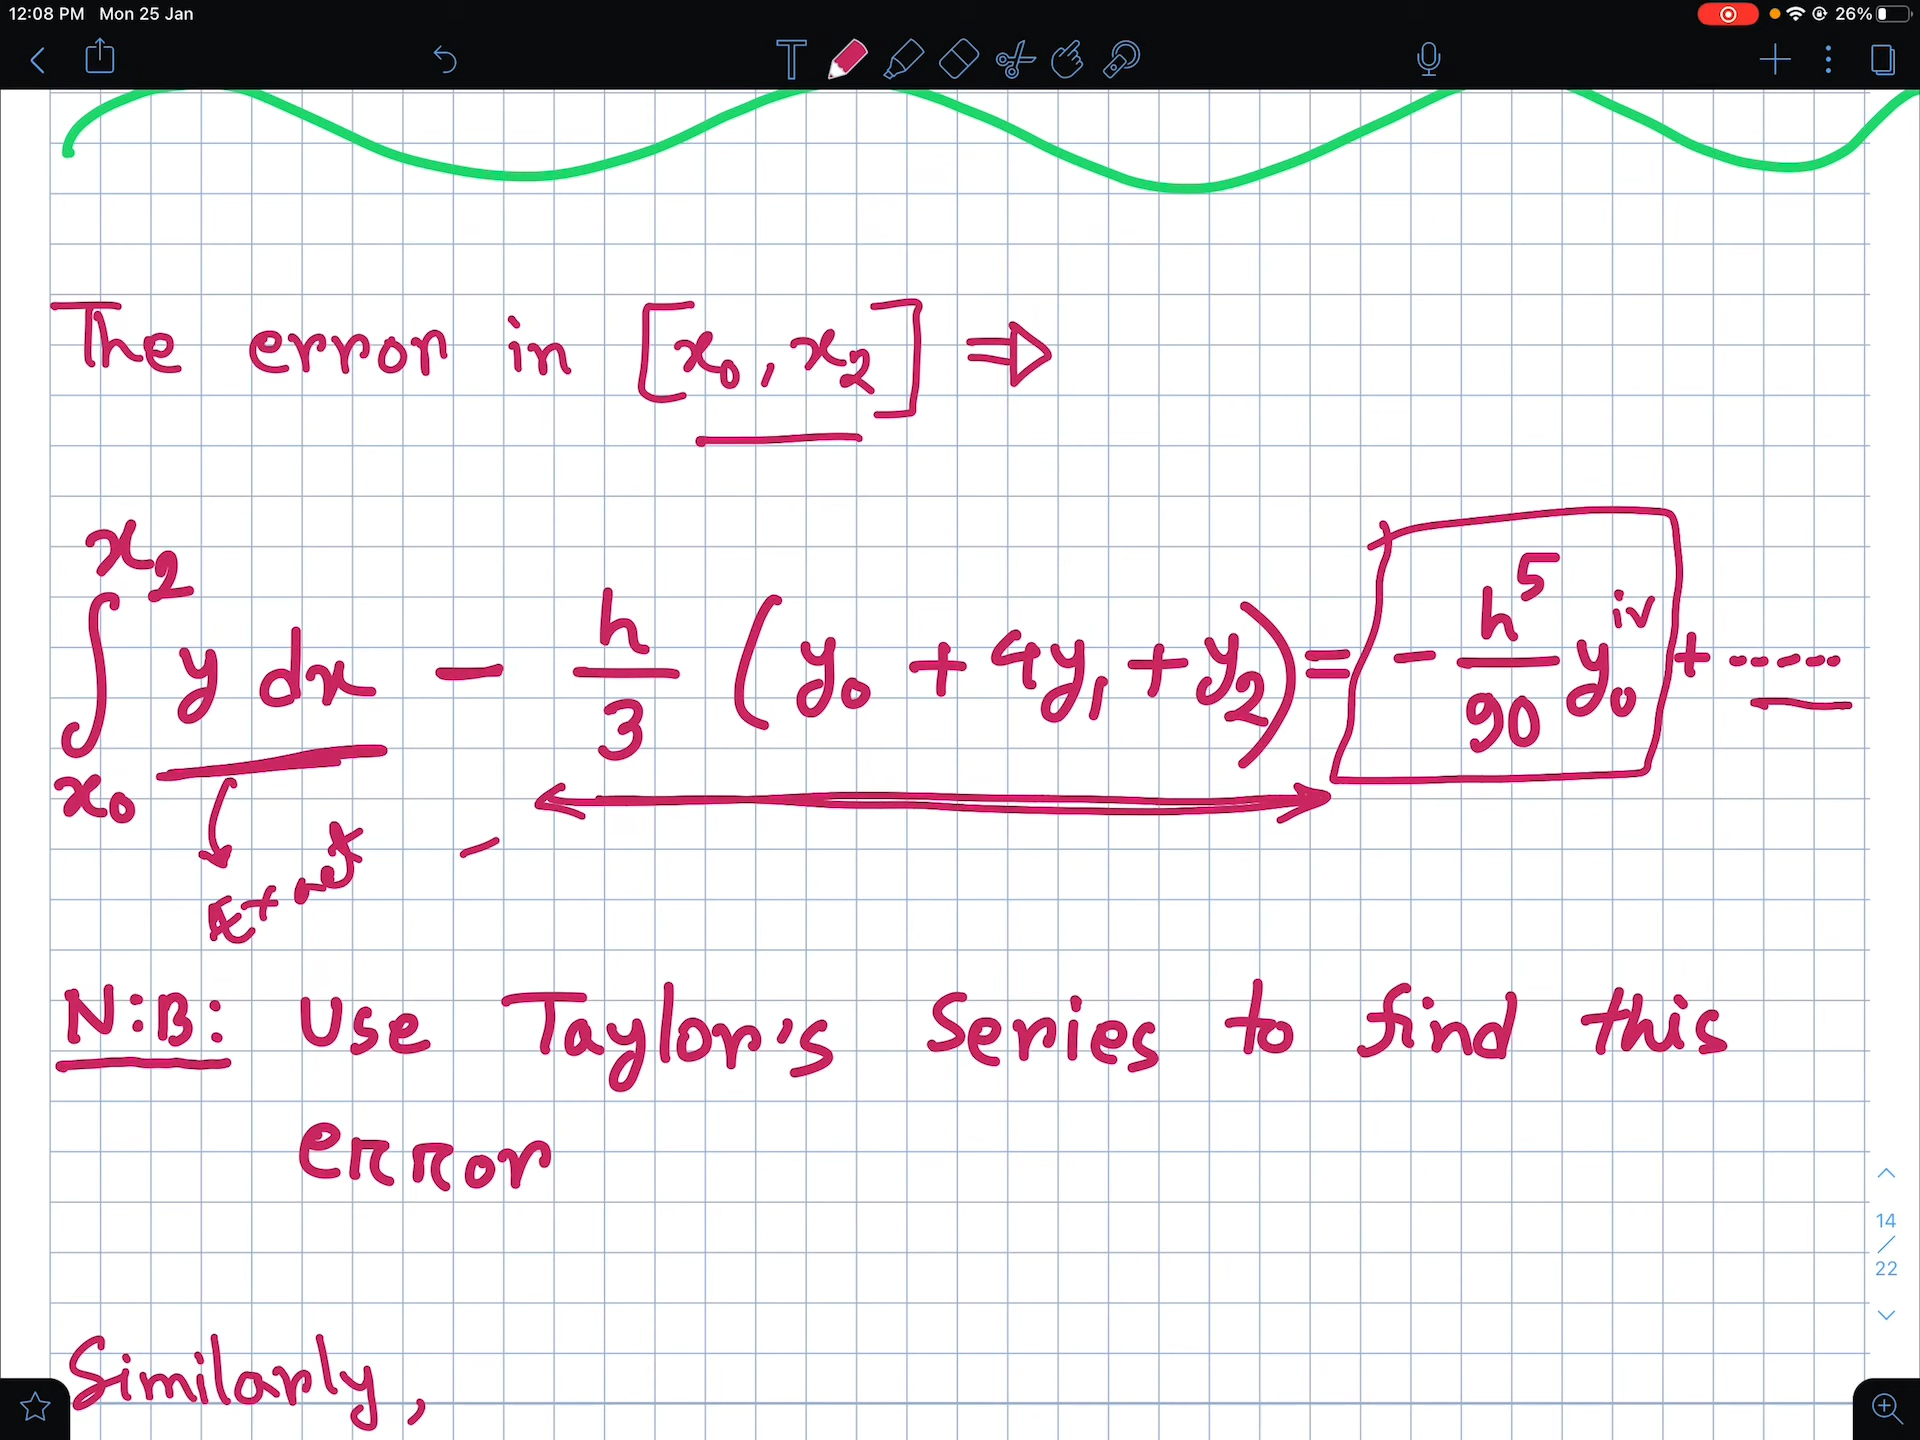 12:08 PM Mon 25 Jan
26%
T
The error in [x₀, x₂] ⇒
∫ₓ₀^x₂ y dx − h/3 (y₀ + 4y₁ + y₂) = − h⁵/90 y₀^iv + ......
Exact −
N:B: Use Taylor's Series to find this
error
14
/
22
Similarly,